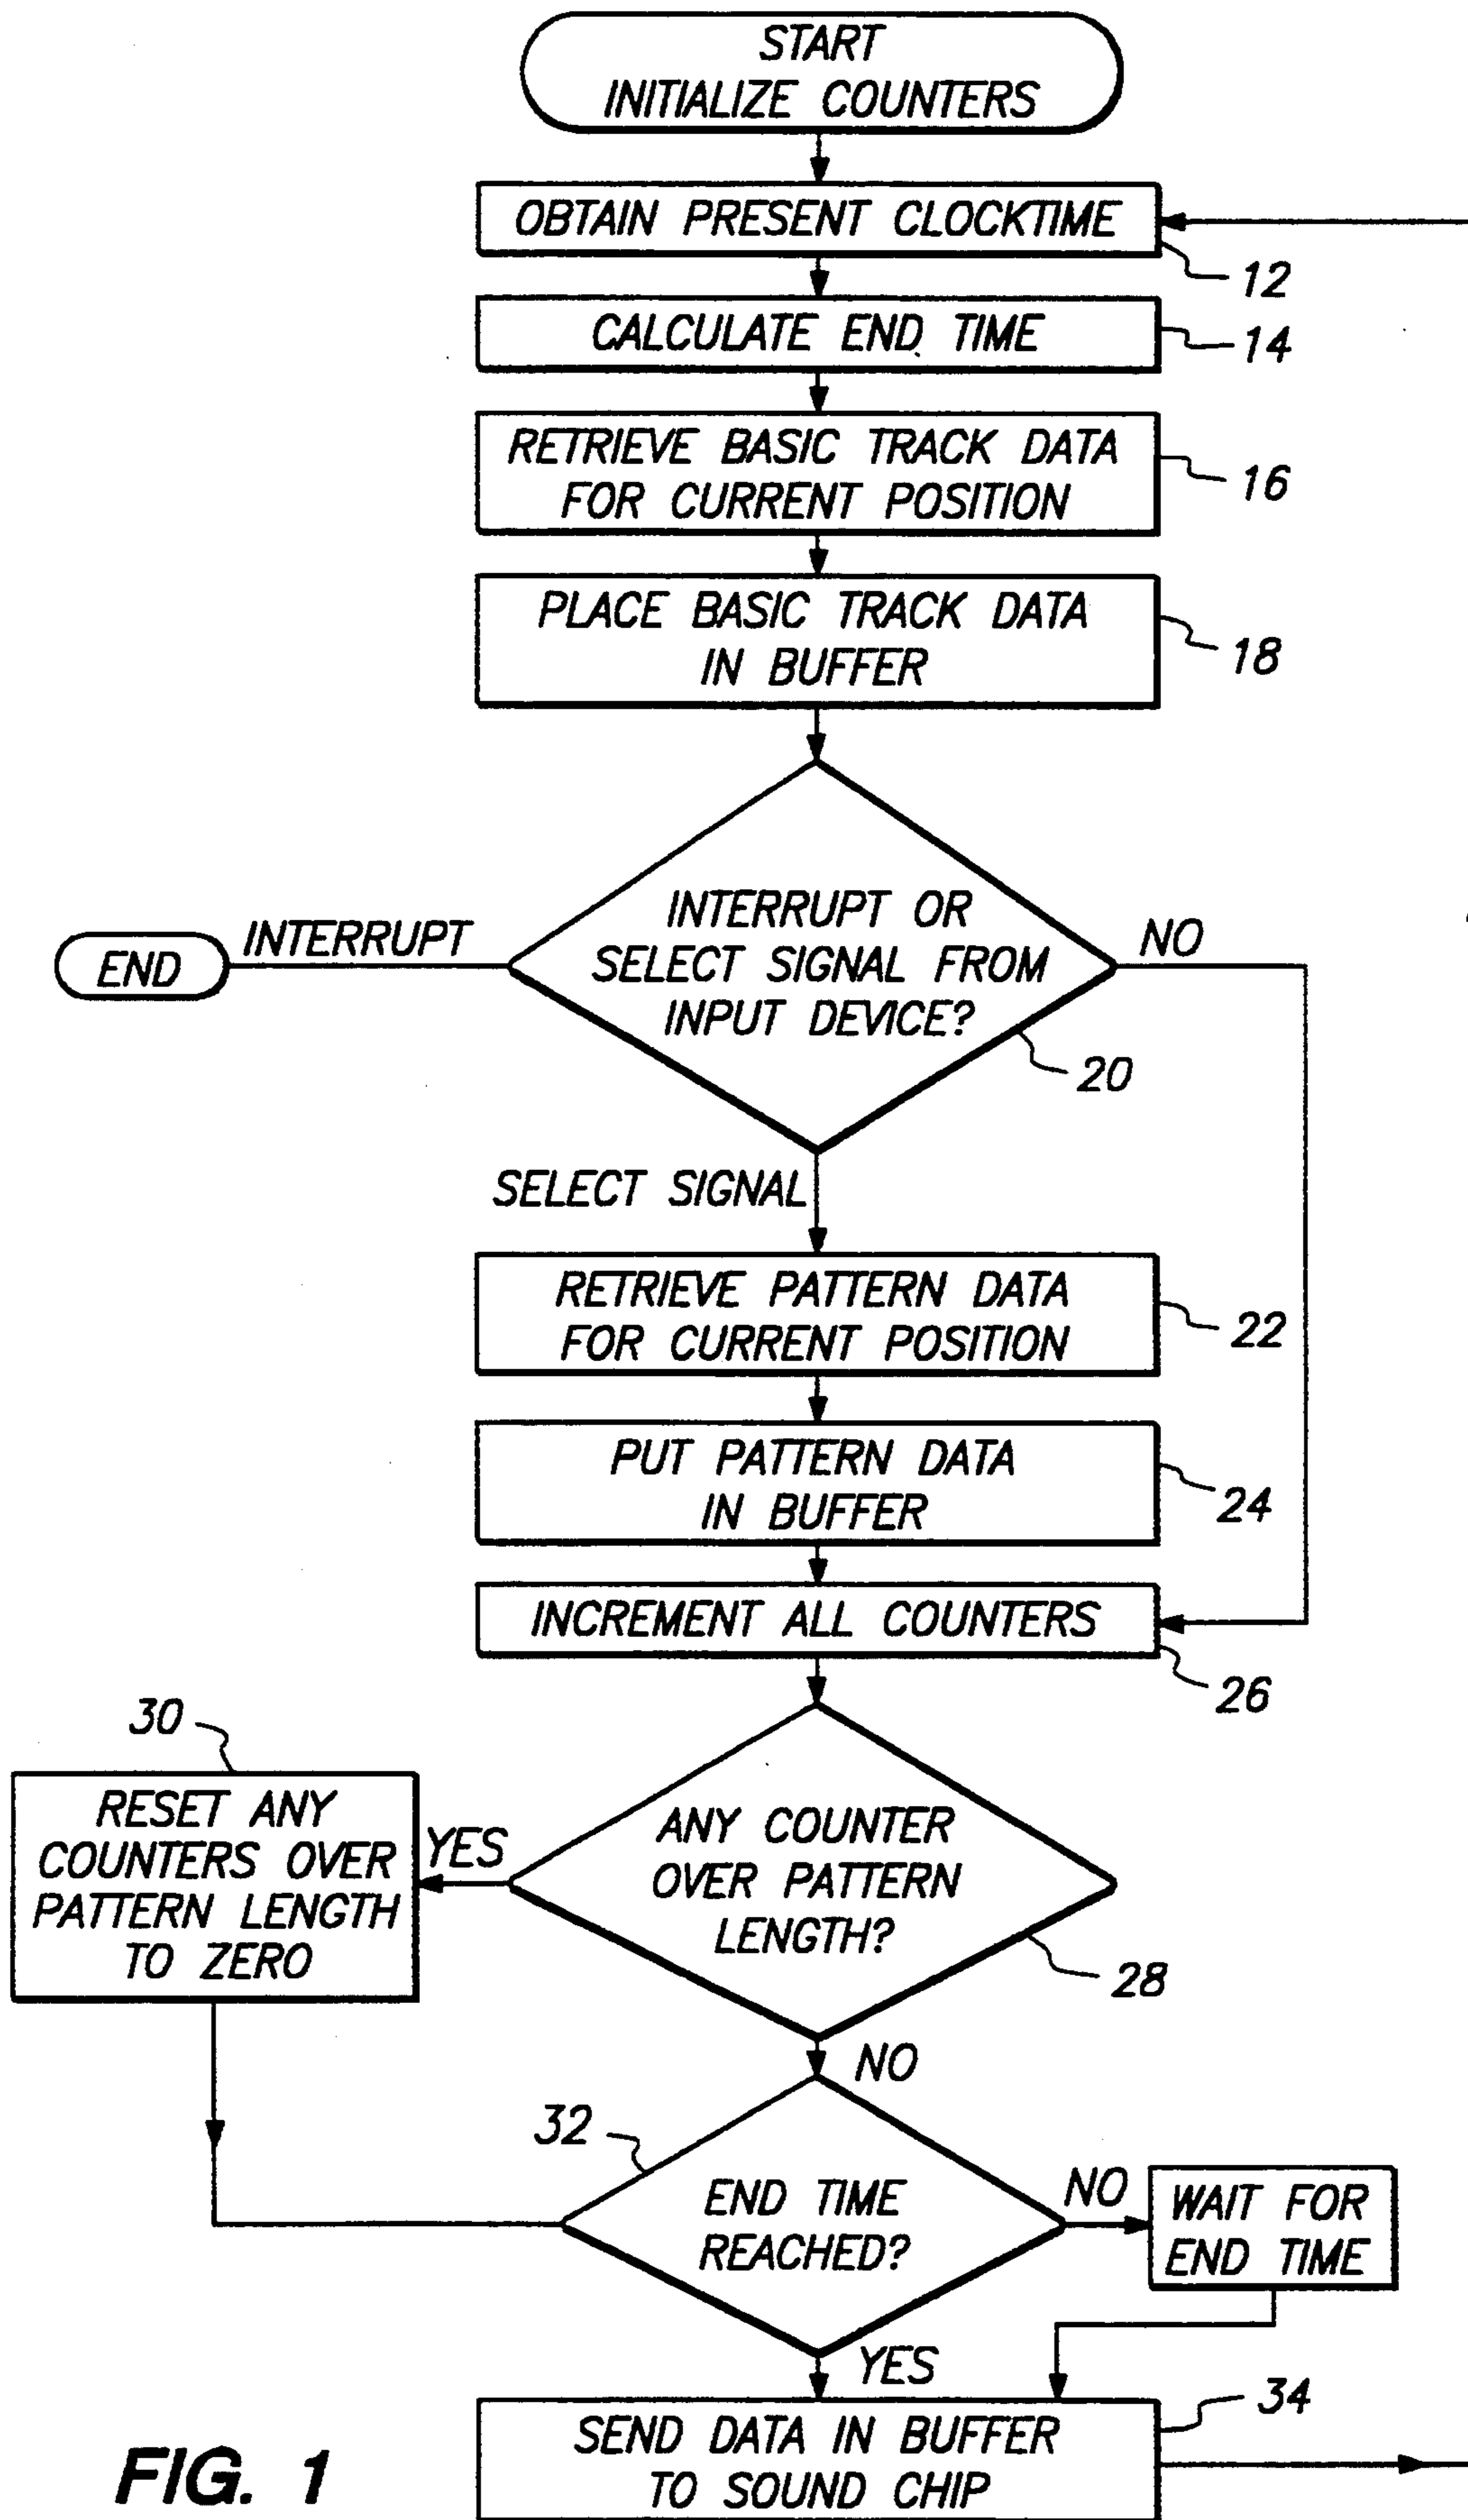 START
INITIALIZE COUNTERS
OBTAIN PRESENT CLOCKTIME
12
CALCULATE END TIME
14
RETRIEVE BASIC TRACK DATA
FOR CURRENT POSITION
16
PLACE BASIC TRACK DATA
IN BUFFER
18
INTERRUPT OR
SELECT SIGNAL FROM
INPUT DEVICE?
20
INTERRUPT
END
NO
SELECT SIGNAL
RETRIEVE PATTERN DATA
FOR CURRENT POSITION
22
PUT PATTERN DATA
IN BUFFER
24
INCREMENT ALL COUNTERS
26
ANY COUNTER
OVER PATTERN
LENGTH?
28
YES
30
RESET ANY
COUNTERS OVER
PATTERN LENGTH
TO ZERO
NO
32
END TIME
REACHED?
NO
WAIT FOR
END TIME
YES
SEND DATA IN BUFFER
TO SOUND CHIP
34
FIG. 1